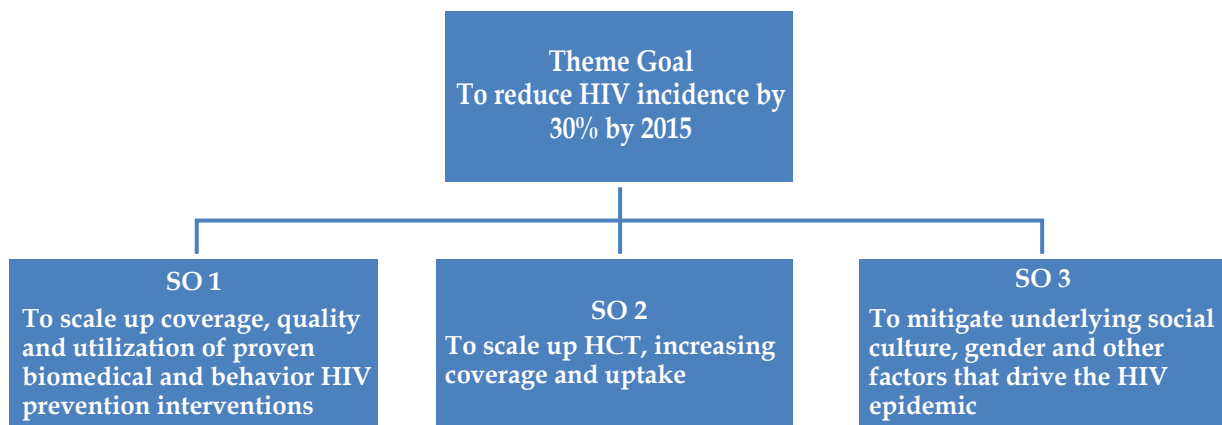 Theme Goal
To reduce HIV incidence by
30% by 2015
SO 1
To scale up coverage, quality
and utilization of proven
biomedical and behavior HIV
prevention interventions
SO 2
To scale up HCT, increasing
coverage and uptake
SO 3
To mitigate underlying social
culture, gender and other
factors that drive the HIV
epidemic